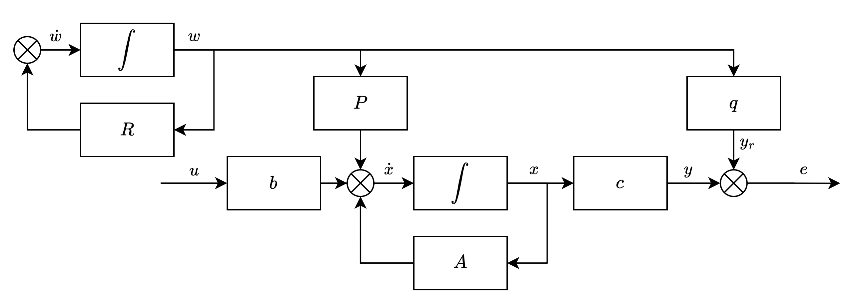 ẇ ∫ w
R P q
y_r
u b ẋ ∫ x c y e
A